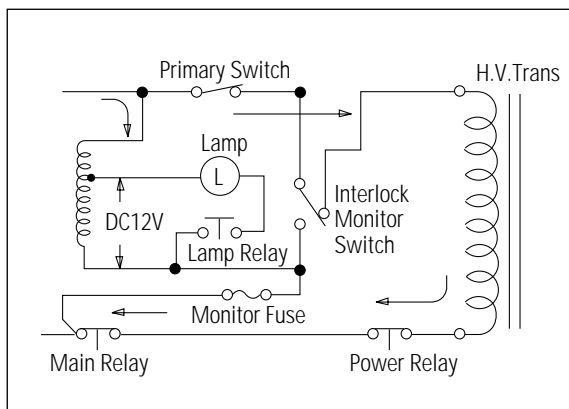 Primary Switch
H.V.Trans
Lamp
L
Interlock
Monitor
Switch
DC12V
Lamp Relay
Monitor Fuse
Main Relay
Power Relay